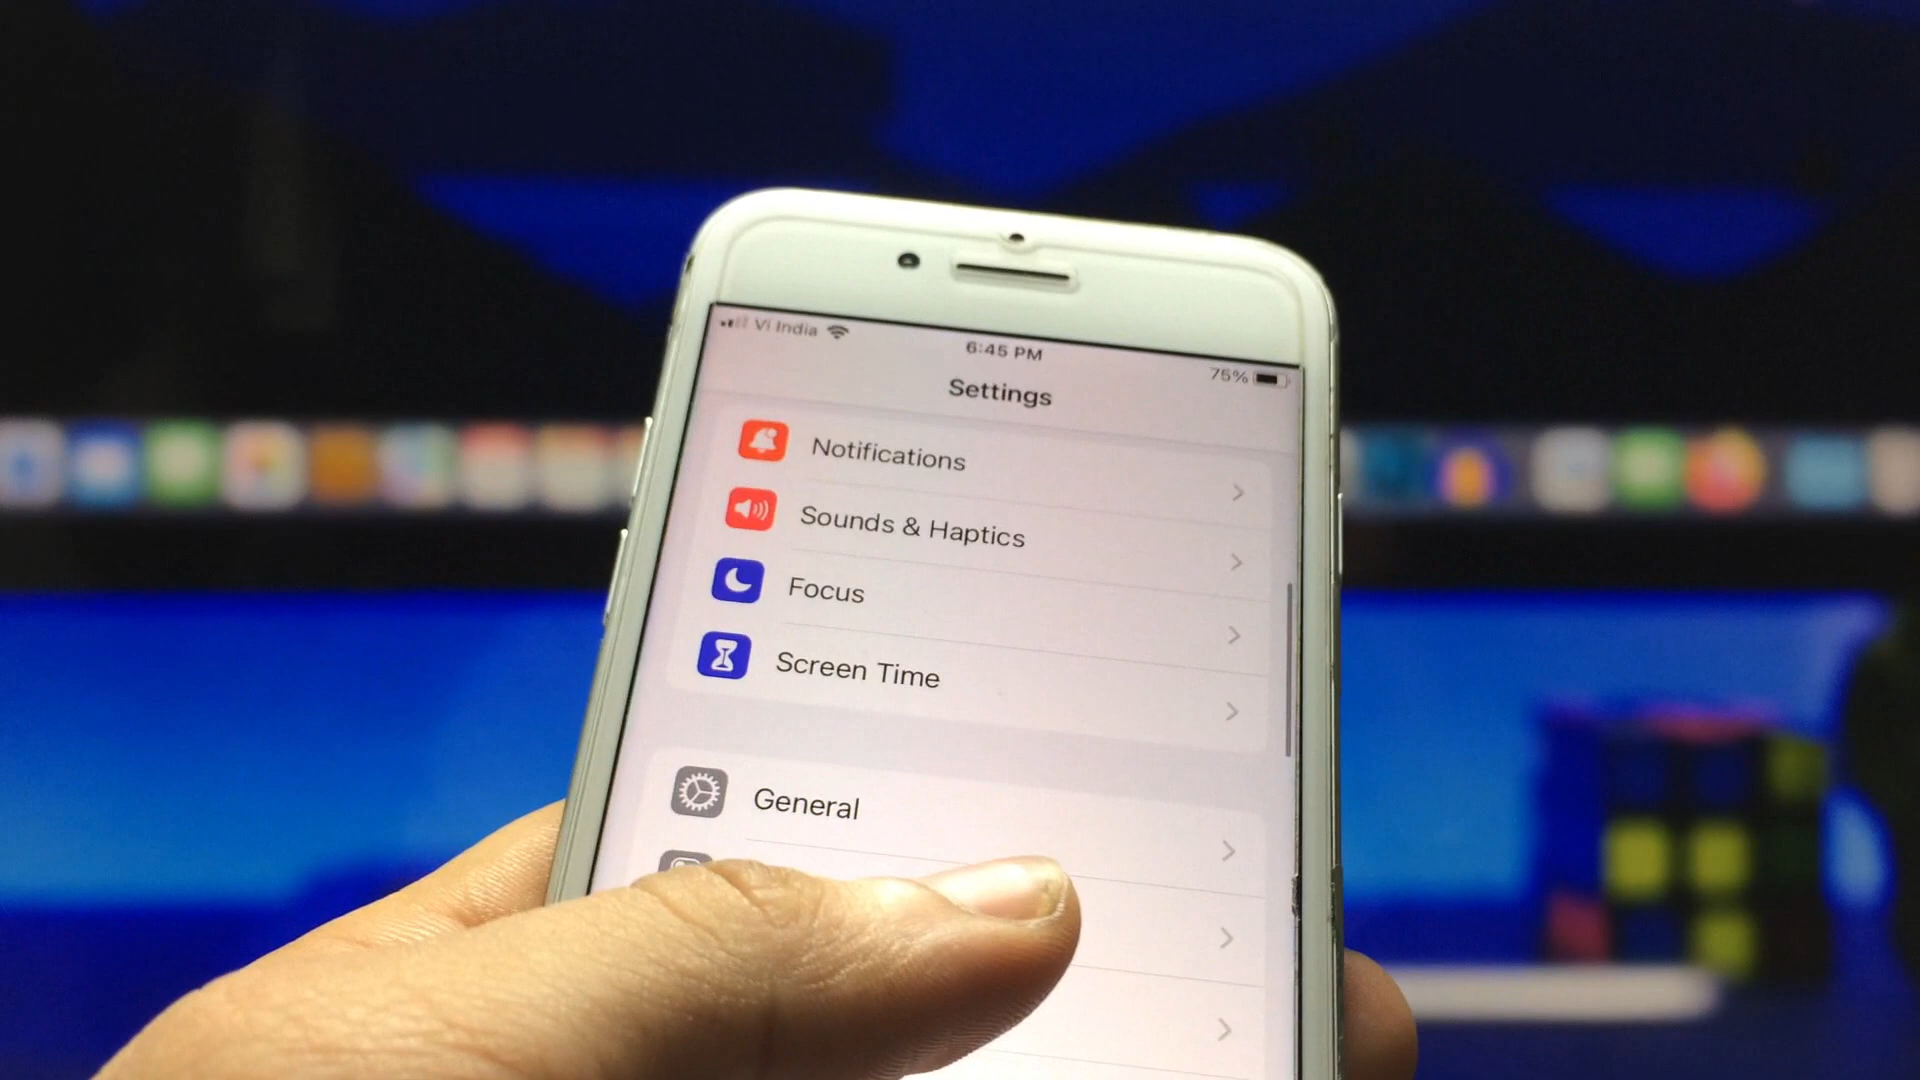 Vi India
6:45 PM
75%
Settings
Notifications
Sounds & Haptics
Focus
Screen Time
General